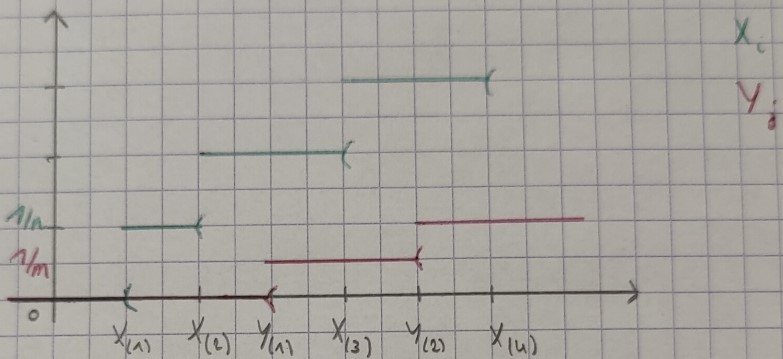 X_i
Y_j
1/n
1/m
0
X_(1) X_(2) Y_(1) X_(3) Y_(2) X_(4)